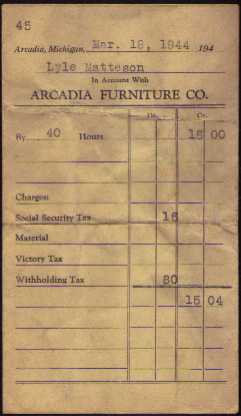 45
Arcadia, Michigan, Mar. 18, 1944 194
Lyle Matteson
In Account With
ARCADIA FURNITURE CO.
Dr. Cr.
By 40 Hours 16 00
Charges:
Social Security Tax 16
Material
Victory Tax
Withholding Tax 80
15 04